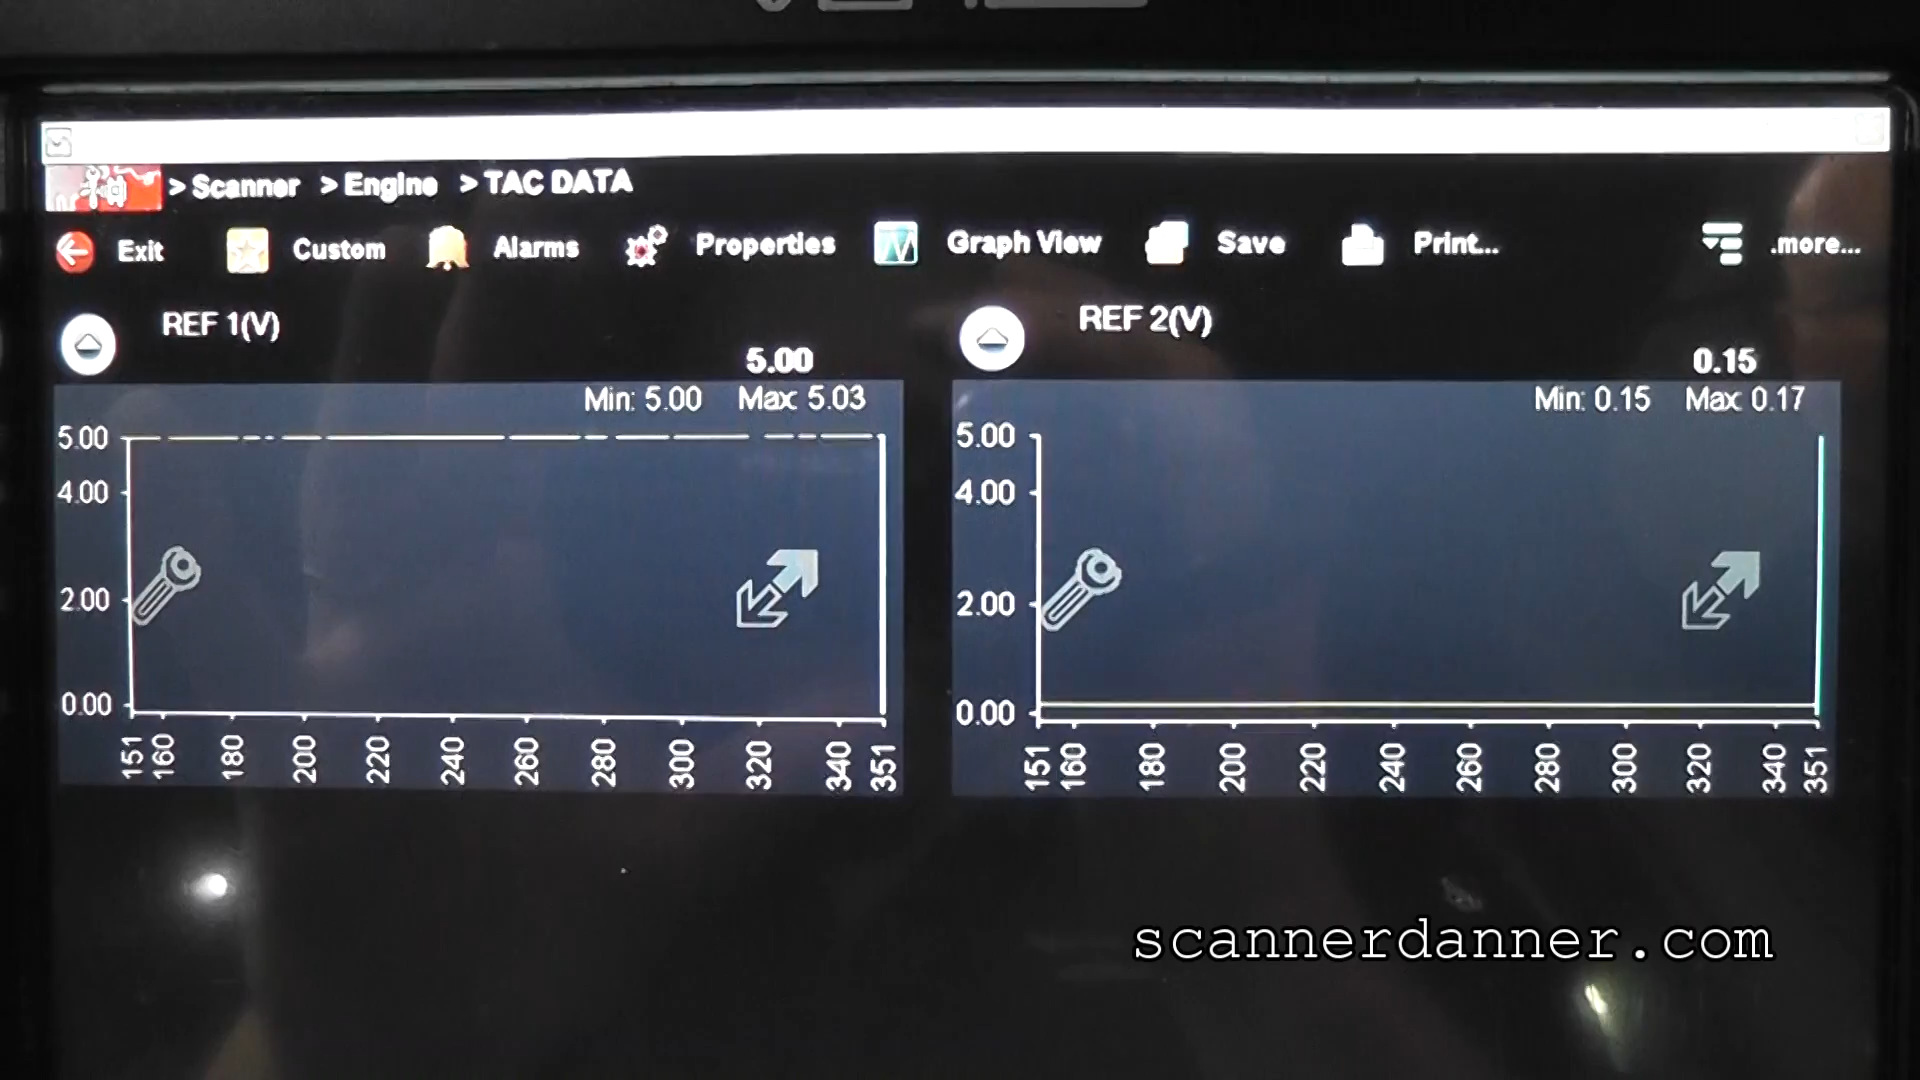 > Scanner > Engine > TAC DATA
Exit Custom Alarms Properties Graph View Save Print... .more...
REF 1(V)
5.00
Min: 5.00 Max: 5.03
5.00
4.00
2.00
0.00
151 160 180 200 220 240 260 280 300 320 340 351
REF 2(V)
0.15
Min: 0.15 Max: 0.17
5.00
4.00
2.00
0.00
151 160 180 200 220 240 260 280 300 320 340 351
scannerdanner.com